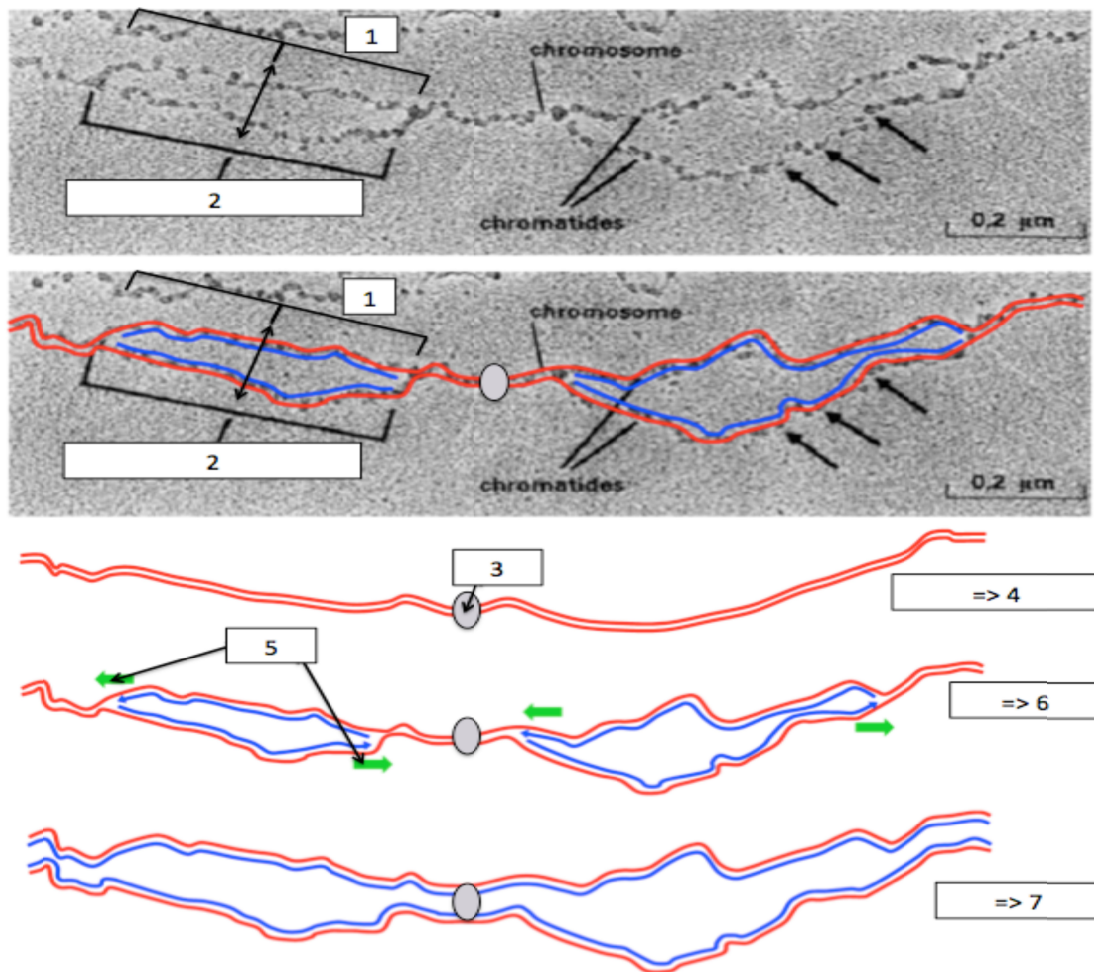 1
chromosome
2
chromatides
0,2 μm
1
chromosome
2
chromatides
0,2 μm
3
=> 4
5
=> 6
=> 7